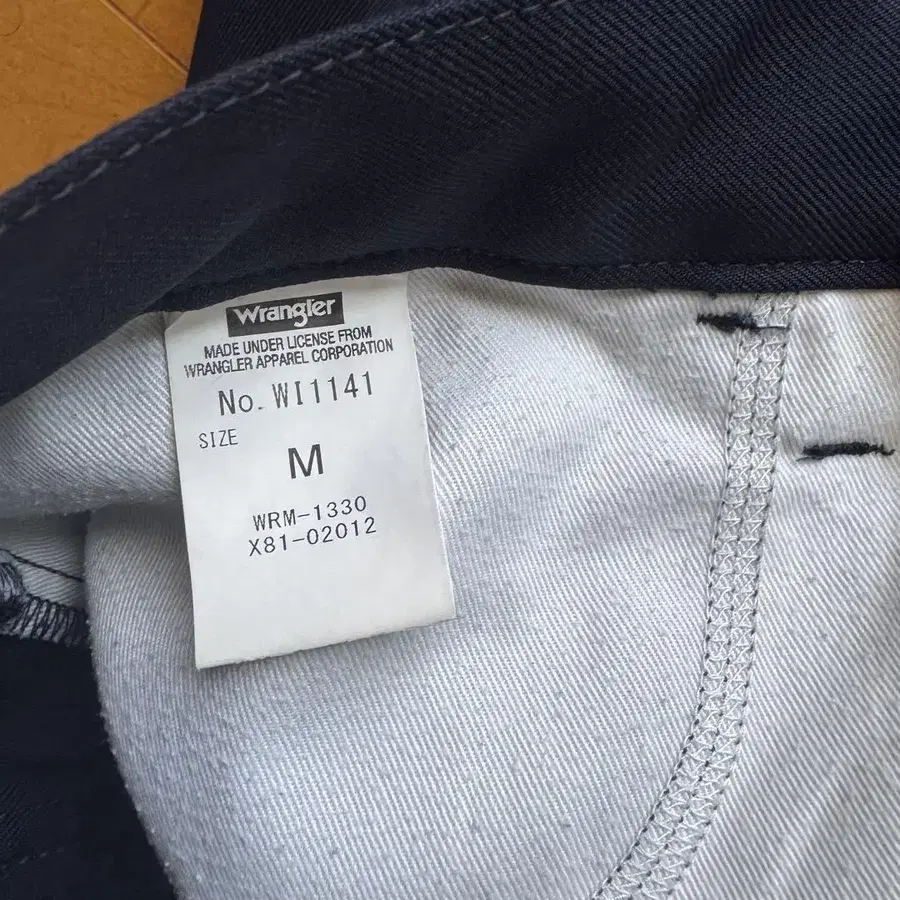 Wrangler
MADE UNDER LICENSE FROM
WRANGLER APPAREL CORPORATION
No. WI1141
SIZE
M
WRM-1330
X81-02012